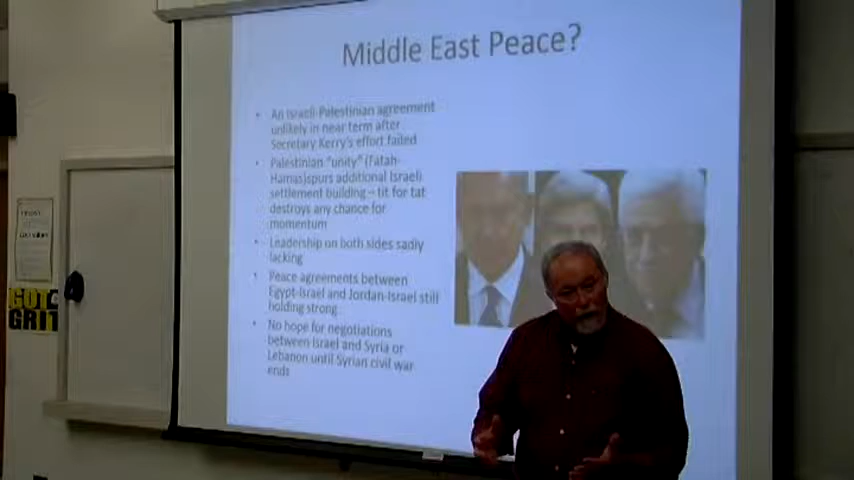 Middle East Peace?
• An Israeli-Palestinian agreement
unlikely in near term after
Secretary Kerry's effort failed
• Palestinian "unity" (Fatah-
Hamas)spurs additional Israeli
settlement building – tit for tat
destroys any chance for
momentum
• Leadership on both sides sadly
lacking
• Peace agreements between
Egypt-Israel and Jordan-Israel still
holding strong
• No hope for negotiations
between Israel and Syria or
Lebanon until Syrian civil war
ends
GOT
GRIT